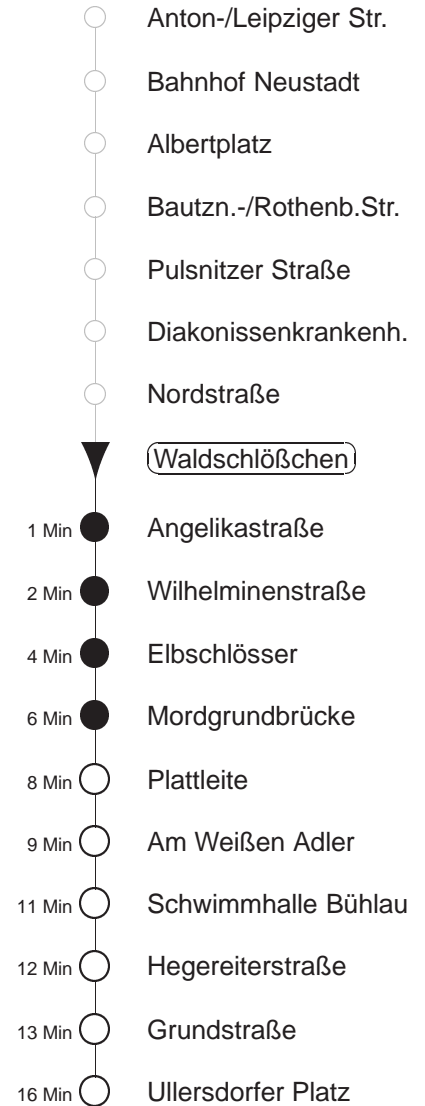 Anton-/Leipziger Str.
Bahnhof Neustadt
Albertplatz
Bautzn.-/Rothenb.Str.
Pulsnitzer Straße
Diakonissenkrankenh.
Nordstraße
Waldschlößchen
1 Min Angelikastraße
2 Min Wilhelminenstraße
4 Min Elbschlösser
6 Min Mordgrundbrücke
8 Min Plattleite
9 Min Am Weißen Adler
11 Min Schwimmhalle Bühlau
12 Min Hegereiterstraße
13 Min Grundstraße
16 Min Ullersdorfer Platz